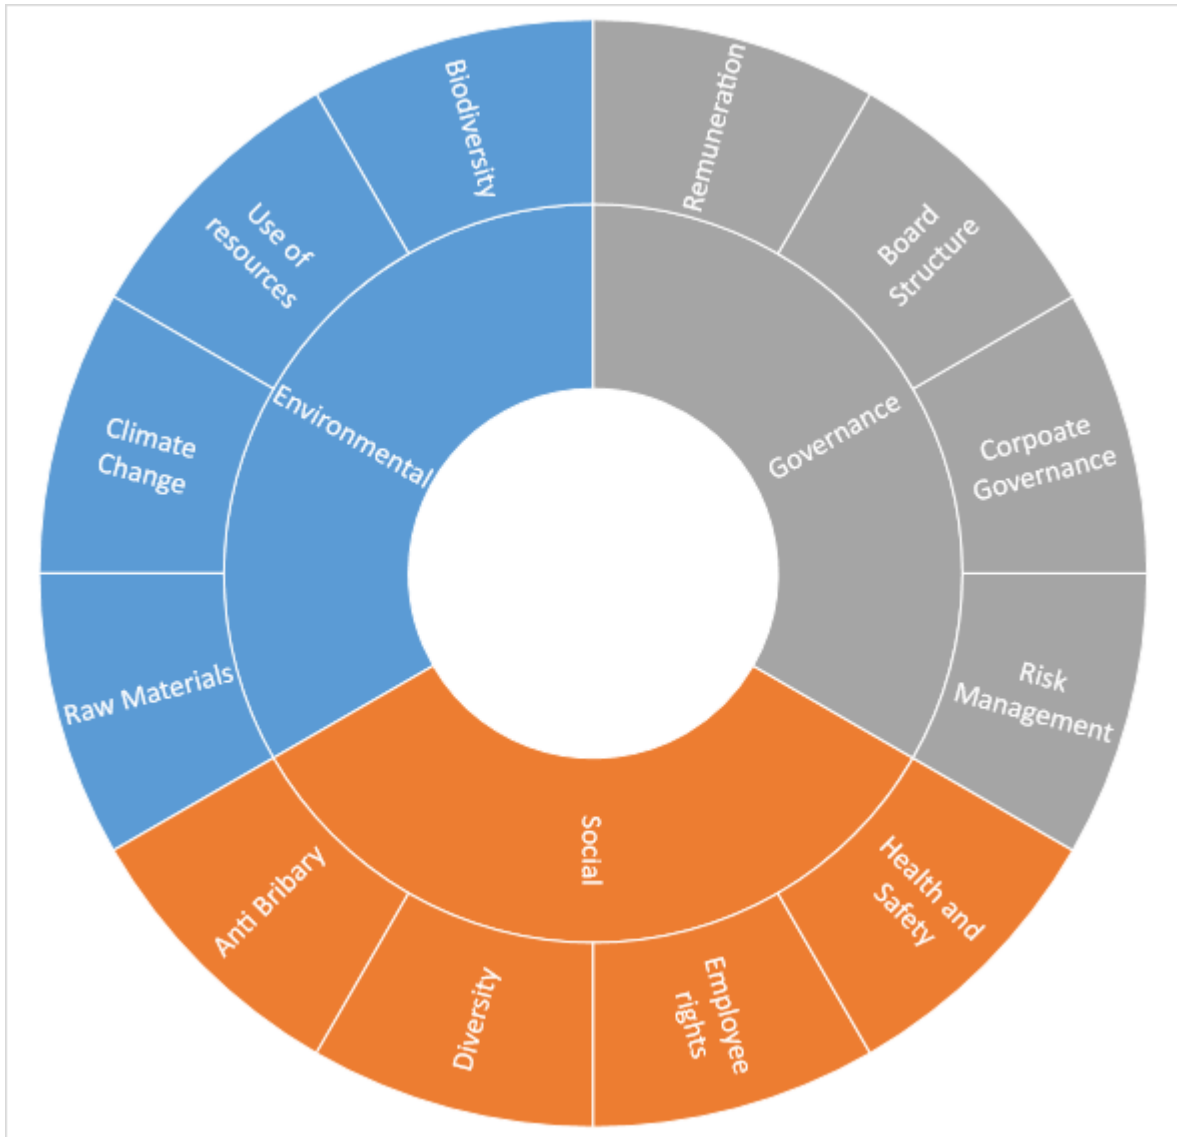 Remuneration
Board
Structure
Corpoate
Governance
Risk
Management
Health and
Safety
Employee
rights
Diversity
Anti Bribary
Raw Materials
Climate
Change
Use of
resources
Biodiversity
Governance
Social
Environmental